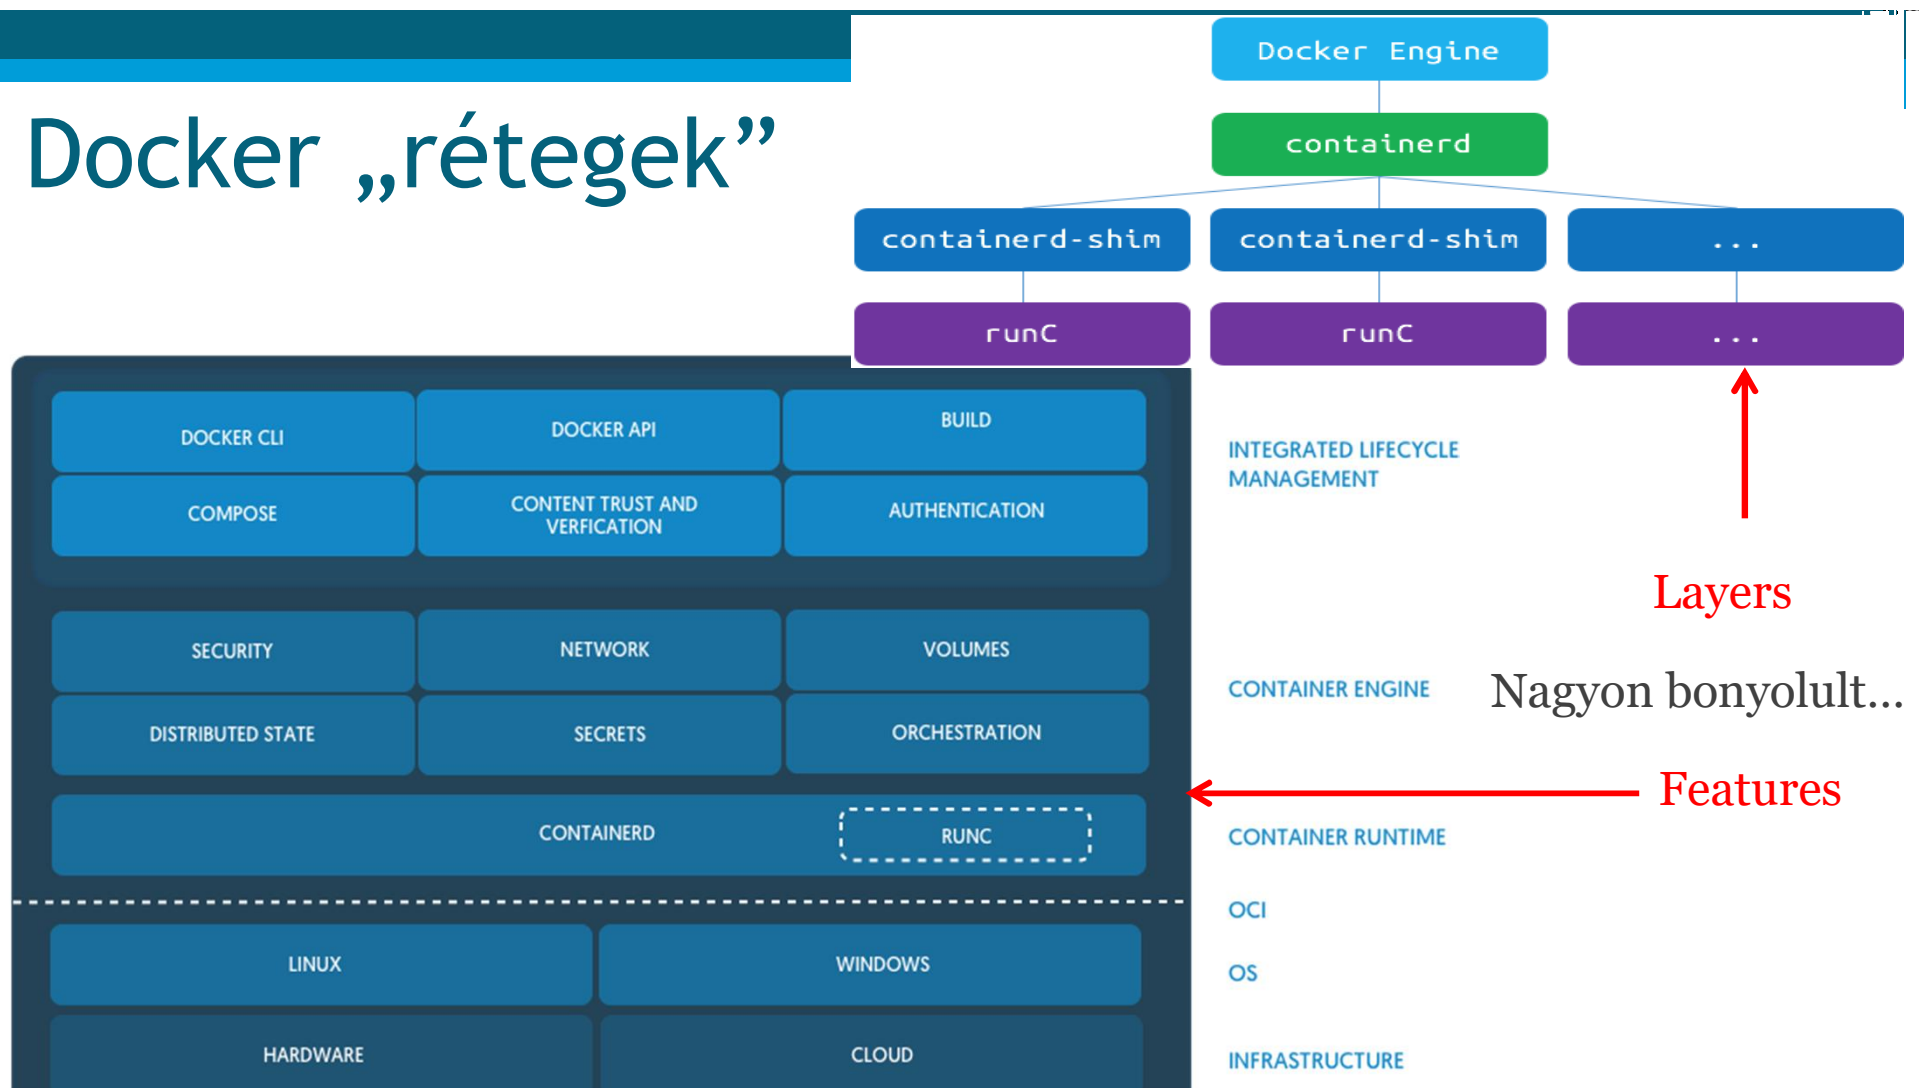 Docker Engine
Docker „rétegek”
containerd
containerd-shim
containerd-shim
...
runC
runC
...
DOCKER CLI
DOCKER API
BUILD
INTEGRATED LIFECYCLE
MANAGEMENT
COMPOSE
CONTENT TRUST AND
VERFICATION
AUTHENTICATION
Layers
SECURITY
NETWORK
VOLUMES
CONTAINER ENGINE
Nagyon bonyolult...
DISTRIBUTED STATE
SECRETS
ORCHESTRATION
Features
CONTAINERD
RUNC
CONTAINER RUNTIME
OCI
LINUX
WINDOWS
OS
HARDWARE
CLOUD
INFRASTRUCTURE